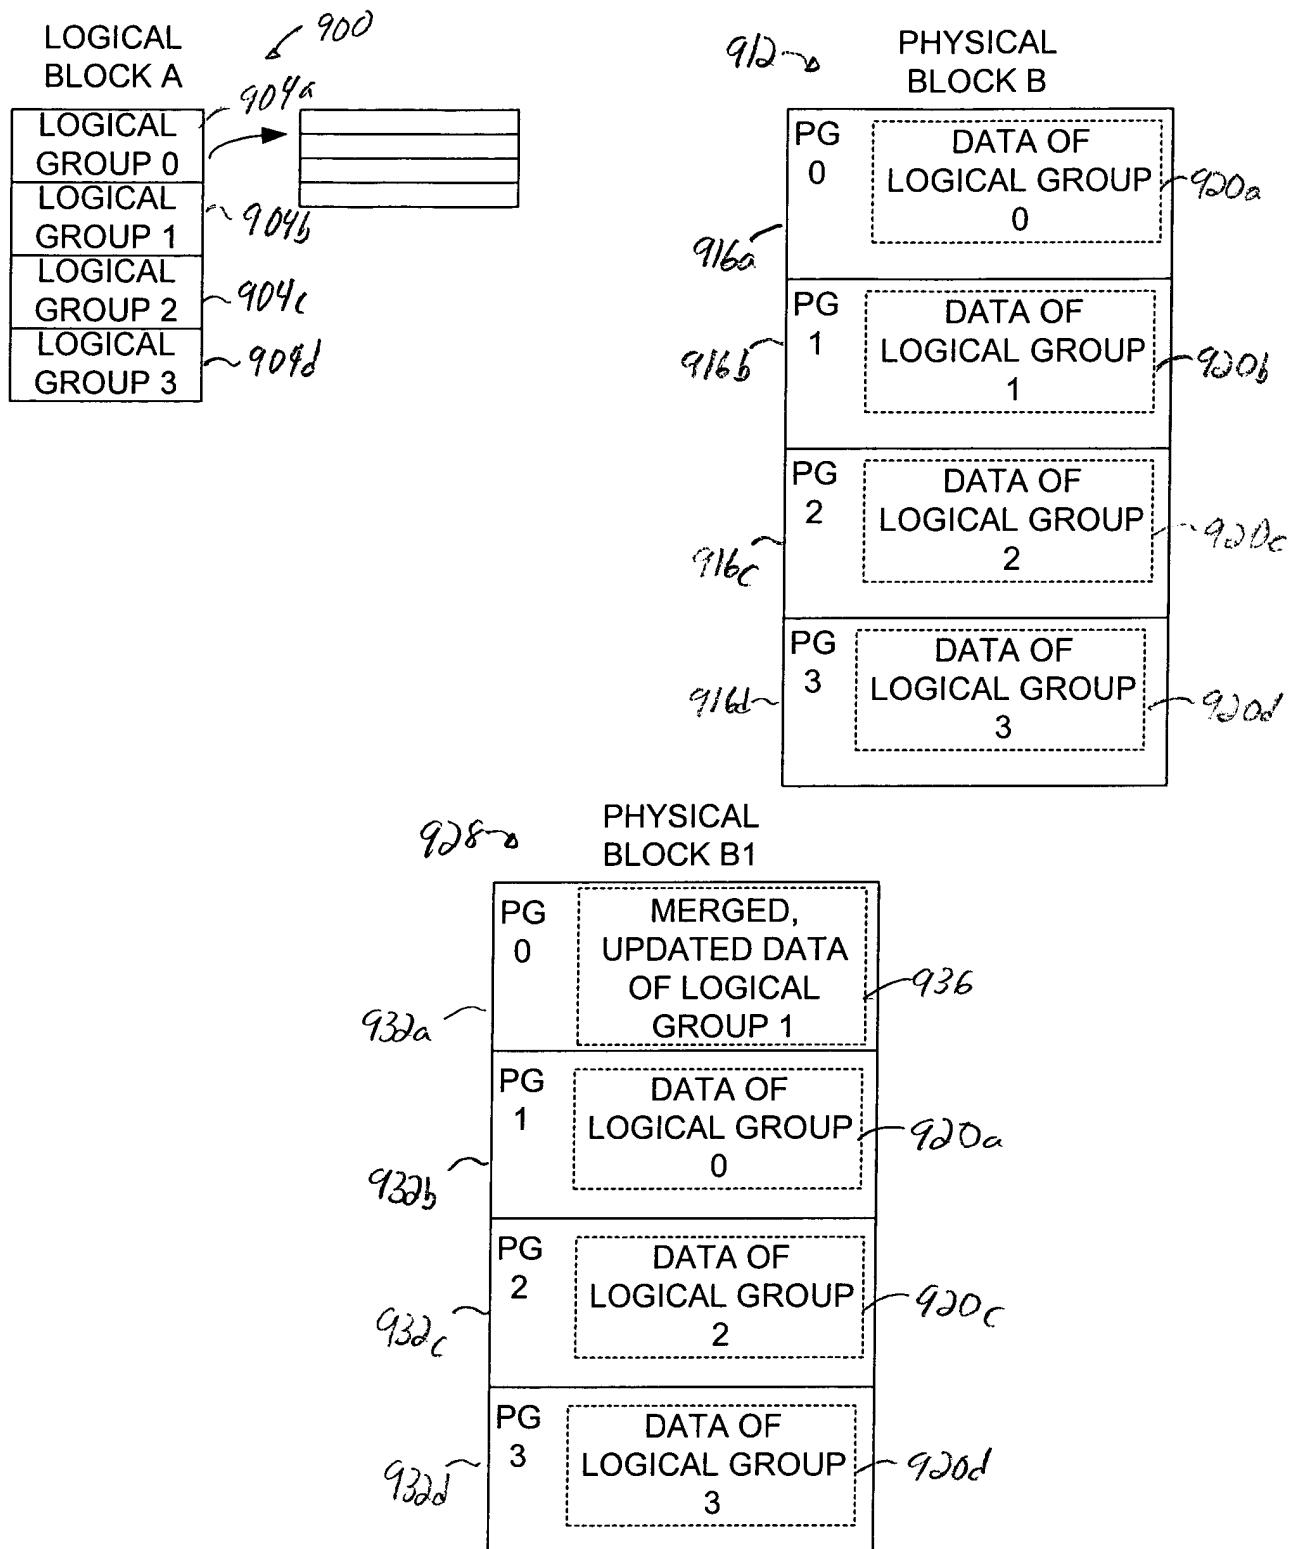 LOGICAL
BLOCK A
900
904a
LOGICAL
GROUP 0
LOGICAL
GROUP 1
904b
LOGICAL
GROUP 2
904c
LOGICAL
GROUP 3
904d
912
PHYSICAL
BLOCK B
PG
0
DATA OF
LOGICAL GROUP
0
920a
916a
PG
1
DATA OF
LOGICAL GROUP
1
920b
916b
PG
2
DATA OF
LOGICAL GROUP
2
920c
916c
PG
3
DATA OF
LOGICAL GROUP
3
920d
916d
928
PHYSICAL
BLOCK B1
PG
0
MERGED,
UPDATED DATA
OF LOGICAL
GROUP 1
936
932a
PG
1
DATA OF
LOGICAL GROUP
0
920a
932b
PG
2
DATA OF
LOGICAL GROUP
2
920c
932c
PG
3
DATA OF
LOGICAL GROUP
3
920d
932d